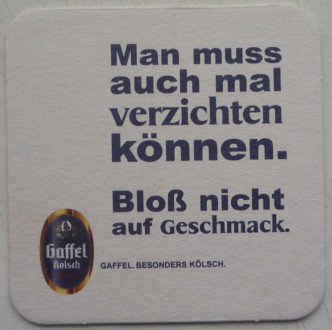 Man muss
auch mal
verzichten
können.
Bloß nicht
auf Geschmack.
Gaffel
Kölsch
GAFFEL. BESONDERS KÖLSCH.